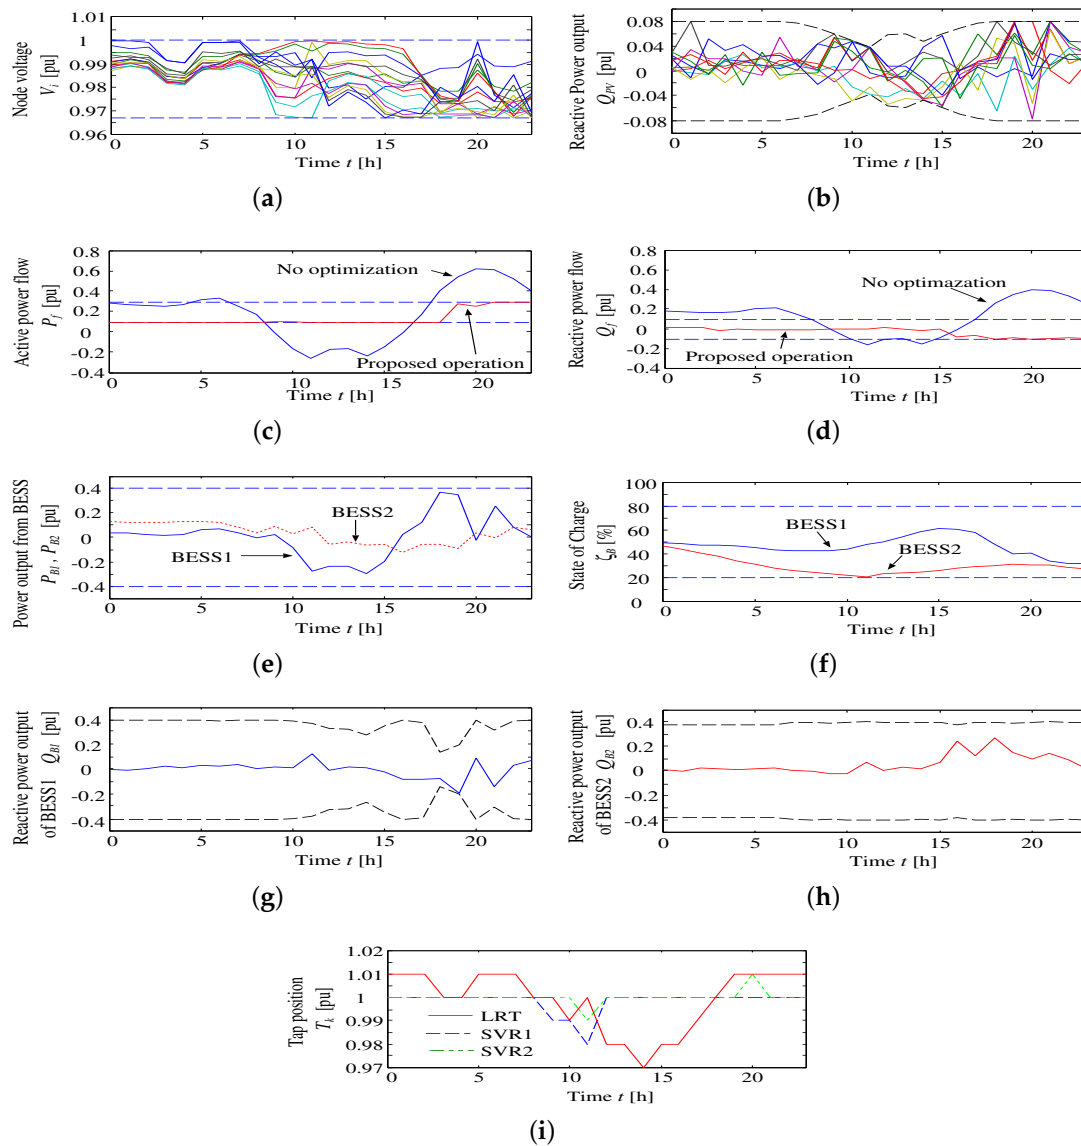 1.01
1
0.99
0.98
0.97
0.96
Node voltage
V_i [pu]
0
5
10
15
20
Time t [h]
(a)
0.08
0.04
0
-0.04
-0.08
Reactive Power output
Q_PV [pu]
0
5
10
15
20
Time t [h]
(b)
0.8
0.6
0.4
0.2
0
-0.2
-0.4
Active power flow
P_f [pu]
No optimization
Proposed operation
0
5
10
15
20
Time t [h]
(c)
0.8
0.6
0.4
0.2
0
-0.2
-0.4
Reactive power flow
Q_f [pu]
No optimazation
Proposed operation
0
5
10
15
20
Time t [h]
(d)
0.4
0.2
0
-0.2
-0.4
Power output from BESS
P_B1, P_B2 [pu]
BESS2
BESS1
0
5
10
15
20
Time t [h]
(e)
100
80
60
40
20
0
State of Charge
ζ_B [%]
BESS1
BESS2
0
5
10
15
20
Time t [h]
(f)
0.4
0.2
0
-0.2
-0.4
Reactive power output
of BESS1 Q_B1 [pu]
0
5
10
15
20
Time t [h]
(g)
0.4
0.2
0
-0.2
-0.4
Reactive power output
of BESS2 Q_B2 [pu]
0
5
10
15
20
Time t [h]
(h)
1.02
1.01
1
0.99
0.98
0.97
Tap position
T_k [pu]
LRT
SVR1
SVR2
0
5
10
15
20
Time t [h]
(i)